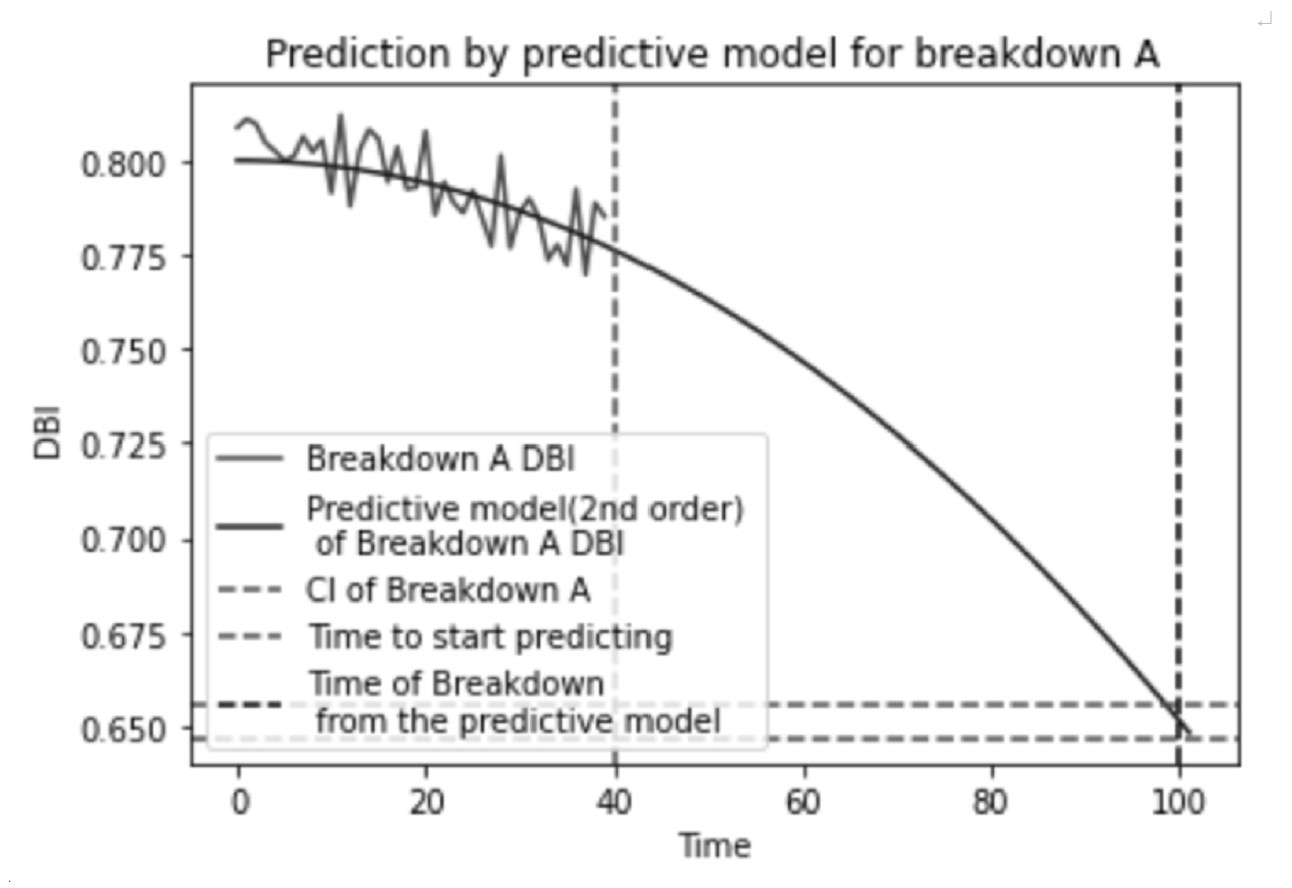 Prediction by predictive model for breakdown A
0.800
0.775
0.750
0.725
0.700
0.675
0.650
DBI
Breakdown A DBI
Predictive model(2nd order)
of Breakdown A DBI
CI of Breakdown A
Time to start predicting
Time of Breakdown
from the predictive model
0 20 40 60 80 100
Time